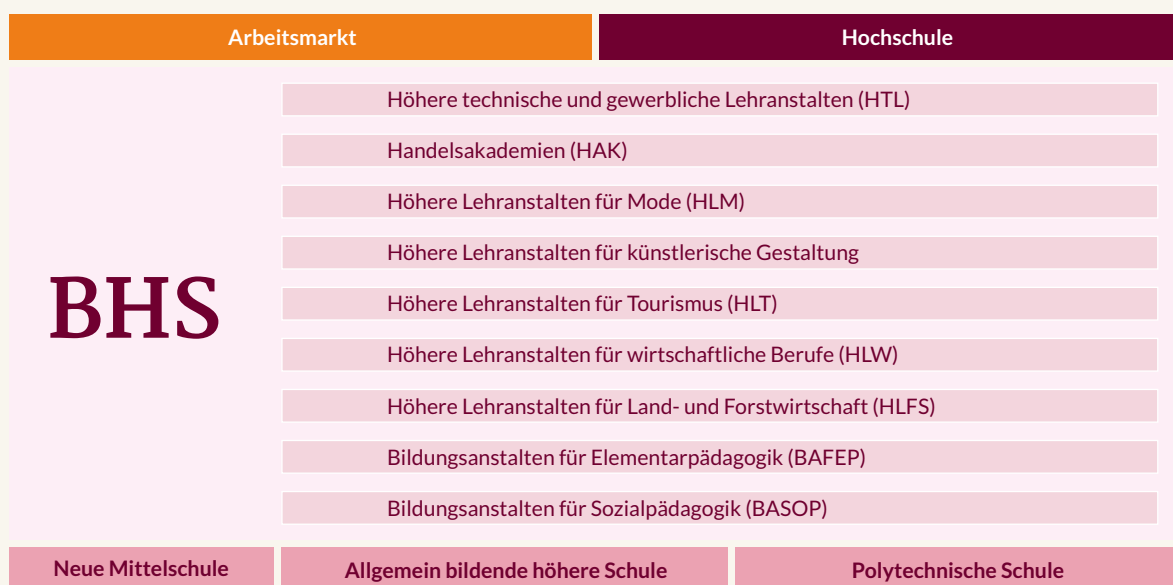 Arbeitsmarkt
Hochschule
Höhere technische und gewerbliche Lehranstalten (HTL)
Handelsakademien (HAK)
Höhere Lehranstalten für Mode (HLM)
Höhere Lehranstalten für künstlerische Gestaltung
BHS
Höhere Lehranstalten für Tourismus (HLT)
Höhere Lehranstalten für wirtschaftliche Berufe (HLW)
Höhere Lehranstalten für Land- und Forstwirtschaft (HLFS)
Bildungsanstalten für Elementarpädagogik (BAFEP)
Bildungsanstalten für Sozialpädagogik (BASOP)
Neue Mittelschule
Allgemein bildende höhere Schule
Polytechnische Schule